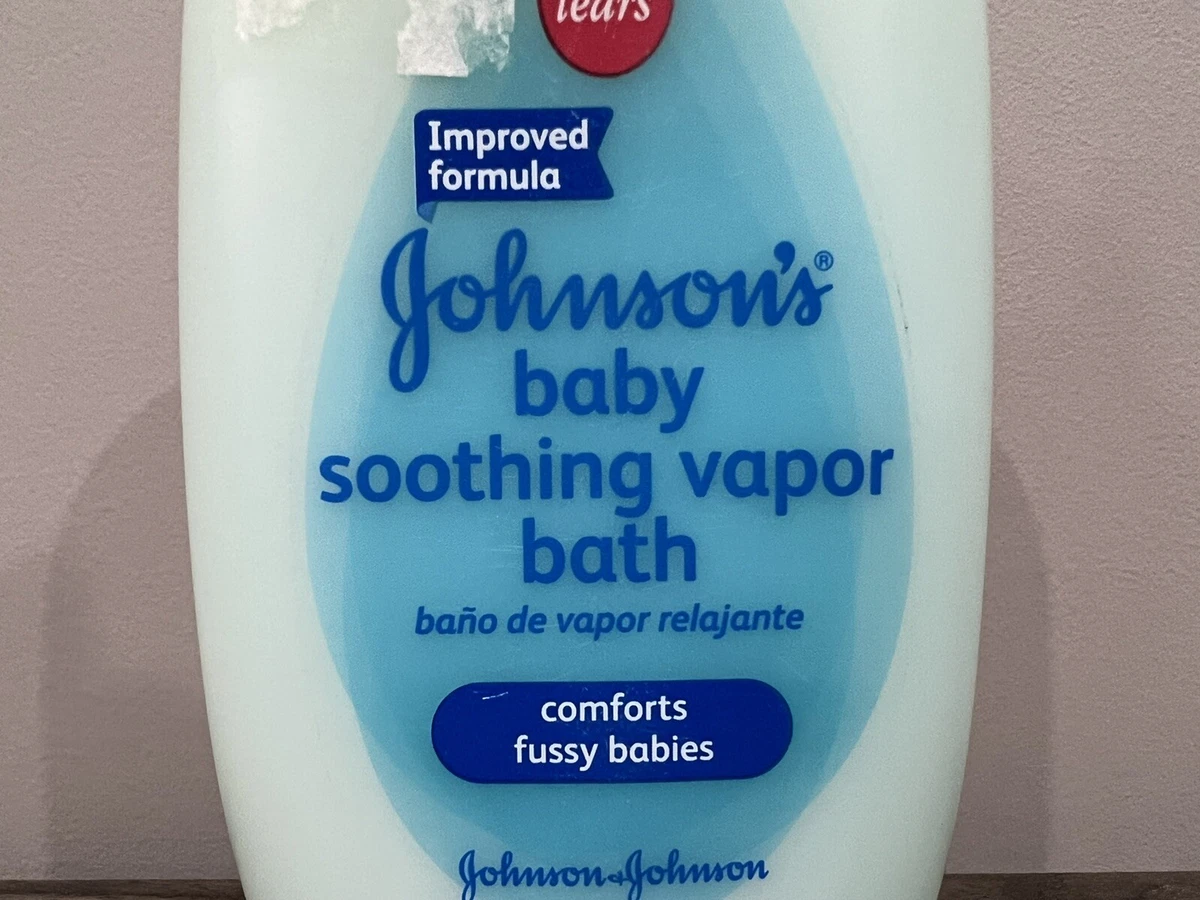 tears
Improved
formula
Johnson's®
baby
soothing vapor
bath
baño de vapor relajante
comforts
fussy babies
Johnson & Johnson